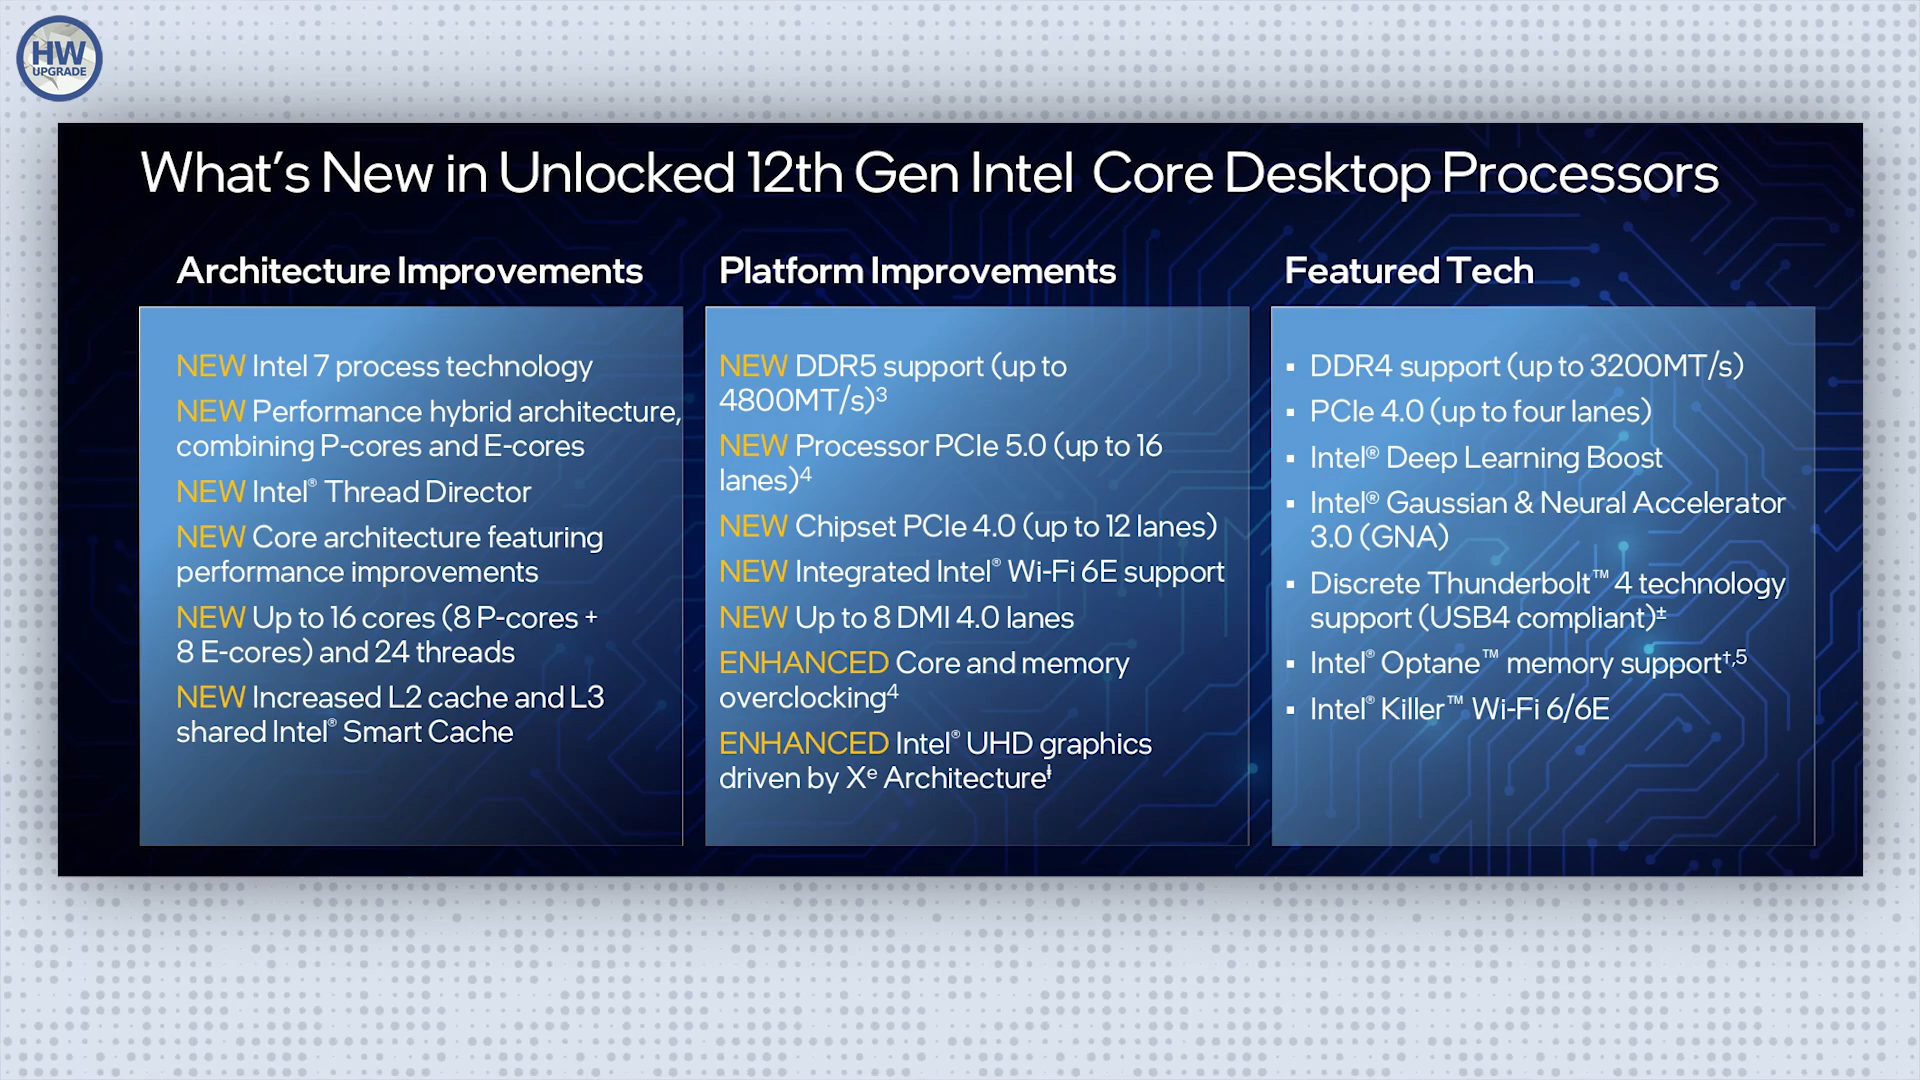 HW
UPGRADE
What's New in Unlocked 12th Gen Intel Core Desktop Processors
Architecture Improvements
NEW Intel 7 process technology
NEW Performance hybrid architecture,
combining P-cores and E-cores
NEW Intel® Thread Director
NEW Core architecture featuring
performance improvements
NEW Up to 16 cores (8 P-cores +
8 E-cores) and 24 threads
NEW Increased L2 cache and L3
shared Intel® Smart Cache
Platform Improvements
NEW DDR5 support (up to
4800MT/s)³
NEW Processor PCIe 5.0 (up to 16
lanes)⁴
NEW Chipset PCIe 4.0 (up to 12 lanes)
NEW Integrated Intel® Wi-Fi 6E support
NEW Up to 8 DMI 4.0 lanes
ENHANCED Core and memory
overclocking⁴
ENHANCED Intel® UHD graphics
driven by Xᵉ Architectureƚ
Featured Tech
▪ DDR4 support (up to 3200MT/s)
▪ PCIe 4.0 (up to four lanes)
▪ Intel® Deep Learning Boost
▪ Intel® Gaussian & Neural Accelerator
3.0 (GNA)
▪ Discrete Thunderbolt™ 4 technology
support (USB4 compliant)±
▪ Intel® Optane™ memory support†,5
▪ Intel® Killer™ Wi-Fi 6/6E